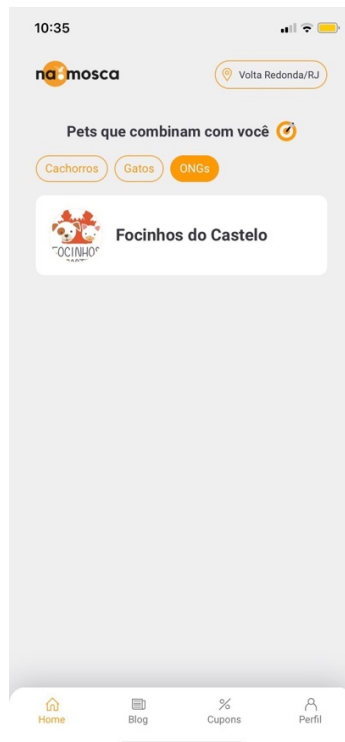 10:35
na mosca
Volta Redonda/RJ
Pets que combinam com você
Cachorros
Gatos
ONGs
FOCINHOS
Focinhos do Castelo
Home
Blog
Cupons
Perfil